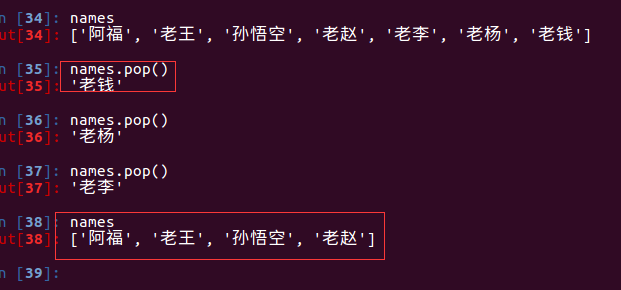 n [34]: names
ut[34]: ['阿福', '老王', '孙悟空', '老赵', '老李', '老杨', '老钱']
n [35]: names.pop()
ut[35]: '老钱'
n [36]: names.pop()
ut[36]: '老杨'
n [37]: names.pop()
ut[37]: '老李'
n [38]: names
ut[38]: ['阿福', '老王', '孙悟空', '老赵']
n [39]: